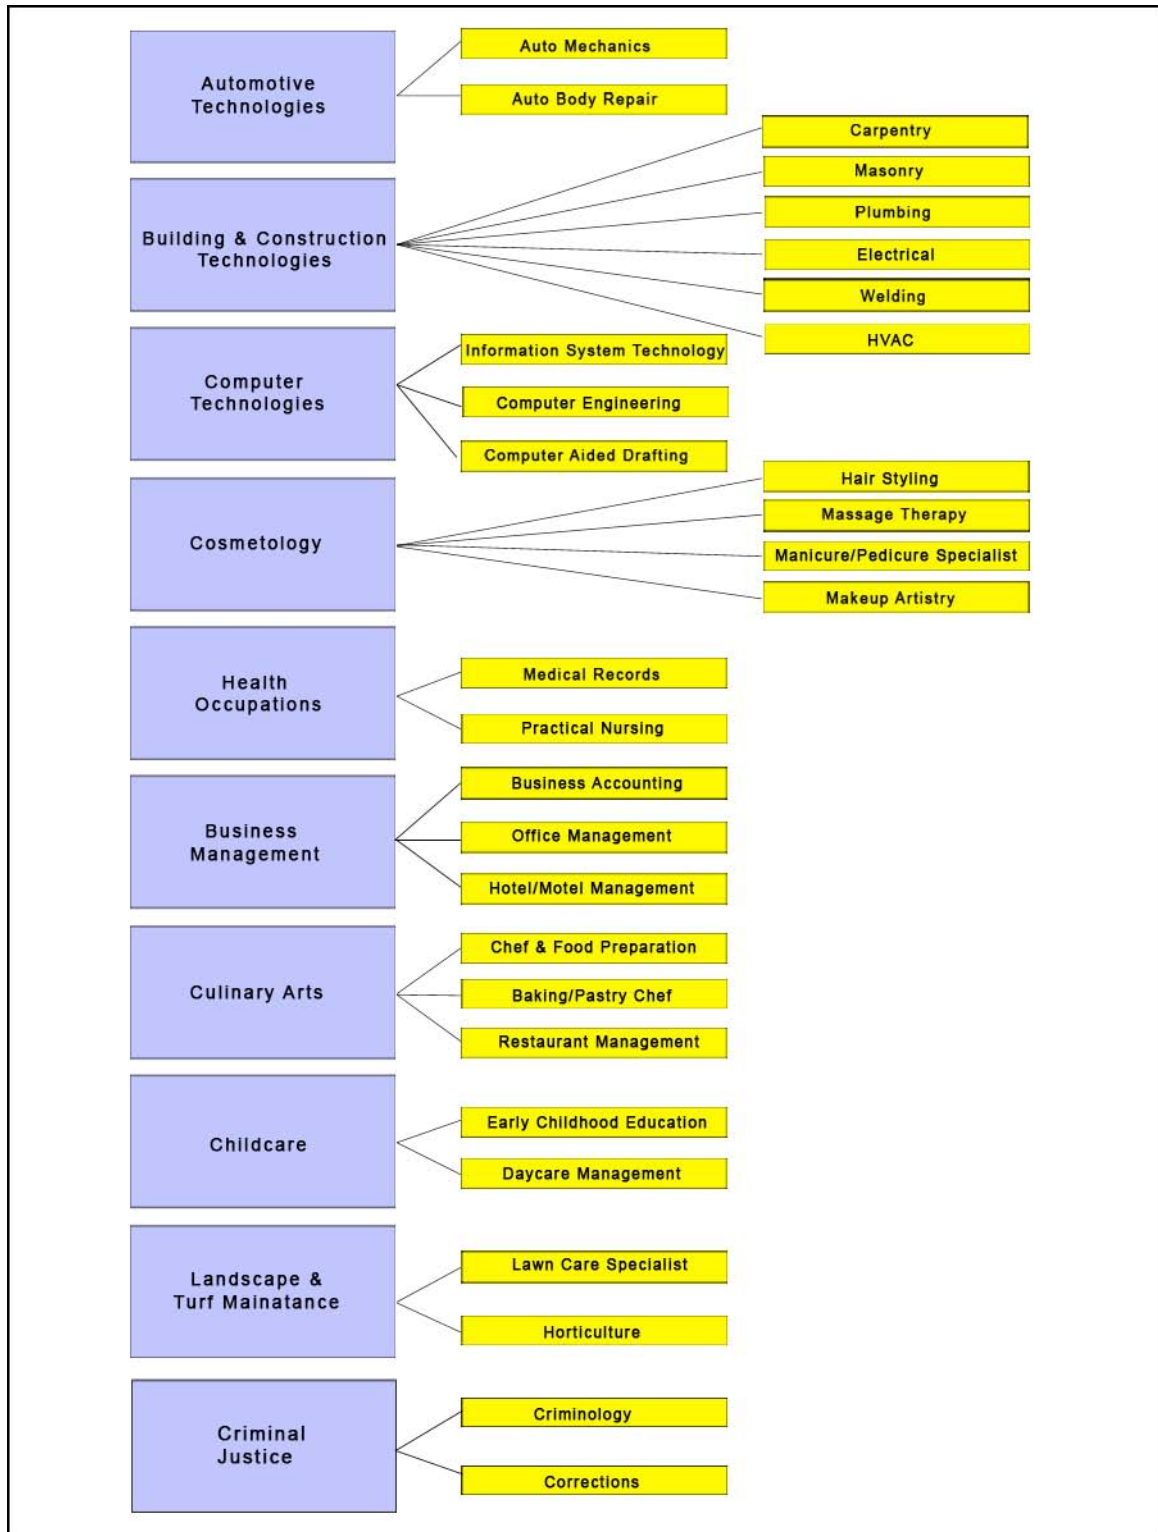 Automotive
Technologies
Auto Mechanics
Auto Body Repair
Building & Construction
Technologies
Carpentry
Masonry
Plumbing
Electrical
Welding
HVAC
Computer
Technologies
Information System Technology
Computer Engineering
Computer Aided Drafting
Cosmetology
Hair Styling
Massage Therapy
Manicure/Pedicure Specialist
Makeup Artistry
Health
Occupations
Medical Records
Practical Nursing
Business
Management
Business Accounting
Office Management
Hotel/Motel Management
Culinary Arts
Chef & Food Preparation
Baking/Pastry Chef
Restaurant Management
Childcare
Early Childhood Education
Daycare Management
Landscape &
Turf Mainatance
Lawn Care Specialist
Horticulture
Criminal
Justice
Criminology
Corrections